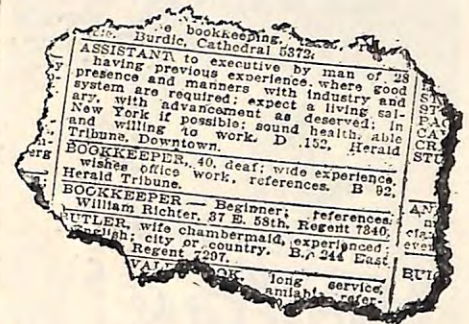 bookkeeping,
Burdic, Cathedral 5372.
ASSISTANT to executive by man of 28
having previous experience, where good
presence and manners with industry and
system are required; expect a living sal-
ary, with advancement as deserved; in
New York if possible; sound health, able
and willing to work. D 152, Herald
Tribune, Downtown.
BOOKKEEPER, 40, deaf; wide experience,
wishes office work, references. B 92,
Herald Tribune.
BOOKKEEPER — Beginner; references.
William Richter, 37 E. 58th. Regent 7840.
BUTLER, wife chambermaid, experienced;
English; city or country. B., 244 East
Regent 7297.
long service,
amiable, refer-